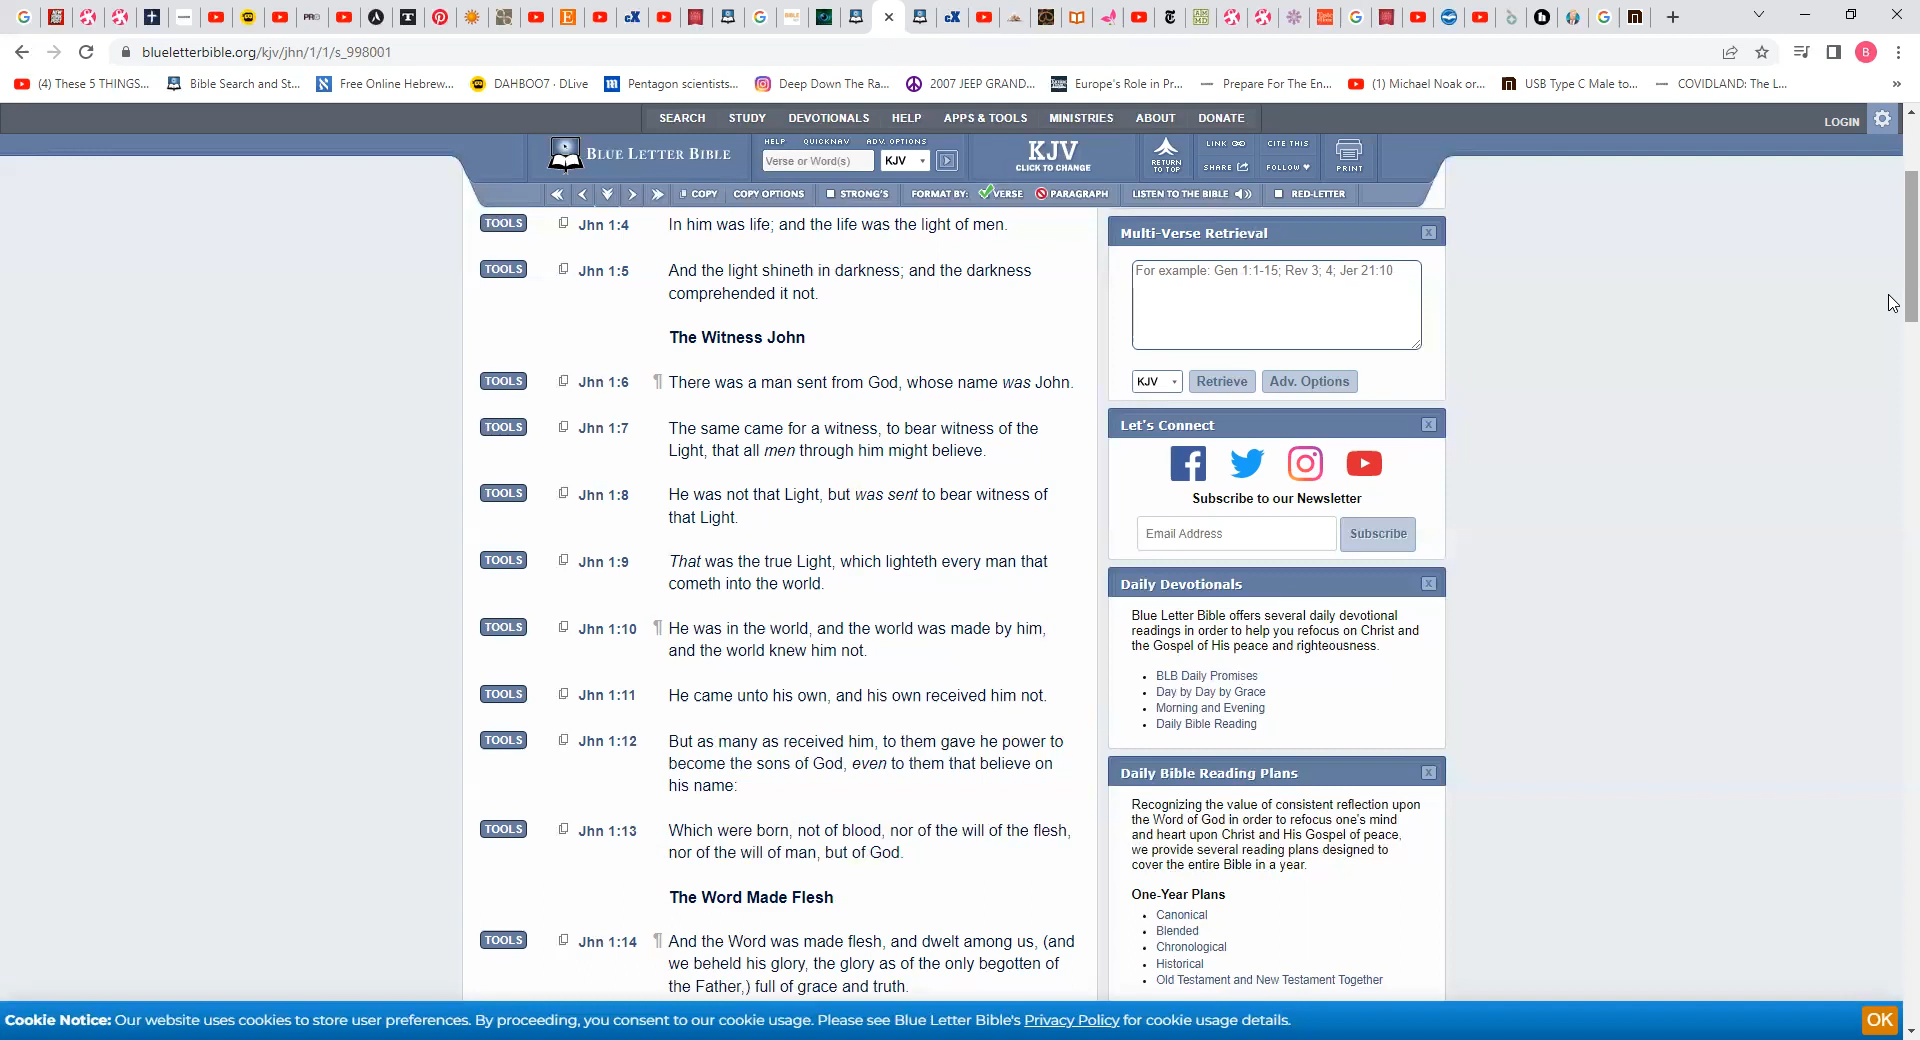 blueletterbible.org/kjv/jhn/1/1/s_998001
(4) These 5 THINGS...
Bible Search and St...
Free Online Hebrew...
DAHBOO7 · DLive
Pentagon scientists...
Deep Down The Ra...
2007 JEEP GRAND...
Europe's Role in Pr...
Prepare For The En...
(1) Michael Noak or...
USB Type C Male to...
COVIDLAND: The L...
»
SEARCH STUDY DEVOTIONALS HELP APPS & TOOLS MINISTRIES ABOUT DONATE
LOGIN
BLUE LETTER BIBLE
HELP QUICKNAV ADV. OPTIONS
Verse or Word(s) KJV
KJV
CLICK TO CHANGE
RETURN
TO TOP
LINK
SHARE
CITE THIS
FOLLOW
PRINT
COPY COPY OPTIONS STRONG'S FORMAT BY: VERSE PARAGRAPH LISTEN TO THE BIBLE RED-LETTER
TOOLS Jhn 1:4 In him was life; and the life was the light of men.
TOOLS Jhn 1:5 And the light shineth in darkness; and the darkness
comprehended it not.
The Witness John
TOOLS Jhn 1:6 ¶ There was a man sent from God, whose name was John.
TOOLS Jhn 1:7 The same came for a witness, to bear witness of the
Light, that all men through him might believe.
TOOLS Jhn 1:8 He was not that Light, but was sent to bear witness of
that Light.
TOOLS Jhn 1:9 That was the true Light, which lighteth every man that
cometh into the world.
TOOLS Jhn 1:10 ¶ He was in the world, and the world was made by him,
and the world knew him not.
TOOLS Jhn 1:11 He came unto his own, and his own received him not.
TOOLS Jhn 1:12 But as many as received him, to them gave he power to
become the sons of God, even to them that believe on
his name:
TOOLS Jhn 1:13 Which were born, not of blood, nor of the will of the flesh,
nor of the will of man, but of God.
The Word Made Flesh
TOOLS Jhn 1:14 ¶ And the Word was made flesh, and dwelt among us, (and
we beheld his glory, the glory as of the only begotten of
the Father,) full of grace and truth.
Multi-Verse Retrieval
For example: Gen 1:1-15; Rev 3; 4; Jer 21:10
KJV Retrieve Adv. Options
Let's Connect
Subscribe to our Newsletter
Email Address Subscribe
Daily Devotionals
Blue Letter Bible offers several daily devotional
readings in order to help you refocus on Christ and
the Gospel of His peace and righteousness.
BLB Daily Promises
Day by Day by Grace
Morning and Evening
Daily Bible Reading
Daily Bible Reading Plans
Recognizing the value of consistent reflection upon
the Word of God in order to refocus one's mind
and heart upon Christ and His Gospel of peace,
we provide several reading plans designed to
cover the entire Bible in a year.
One-Year Plans
Canonical
Blended
Chronological
Historical
Old Testament and New Testament Together
Cookie Notice: Our website uses cookies to store user preferences. By proceeding, you consent to our cookie usage. Please see Blue Letter Bible's Privacy Policy for cookie usage details.
OK